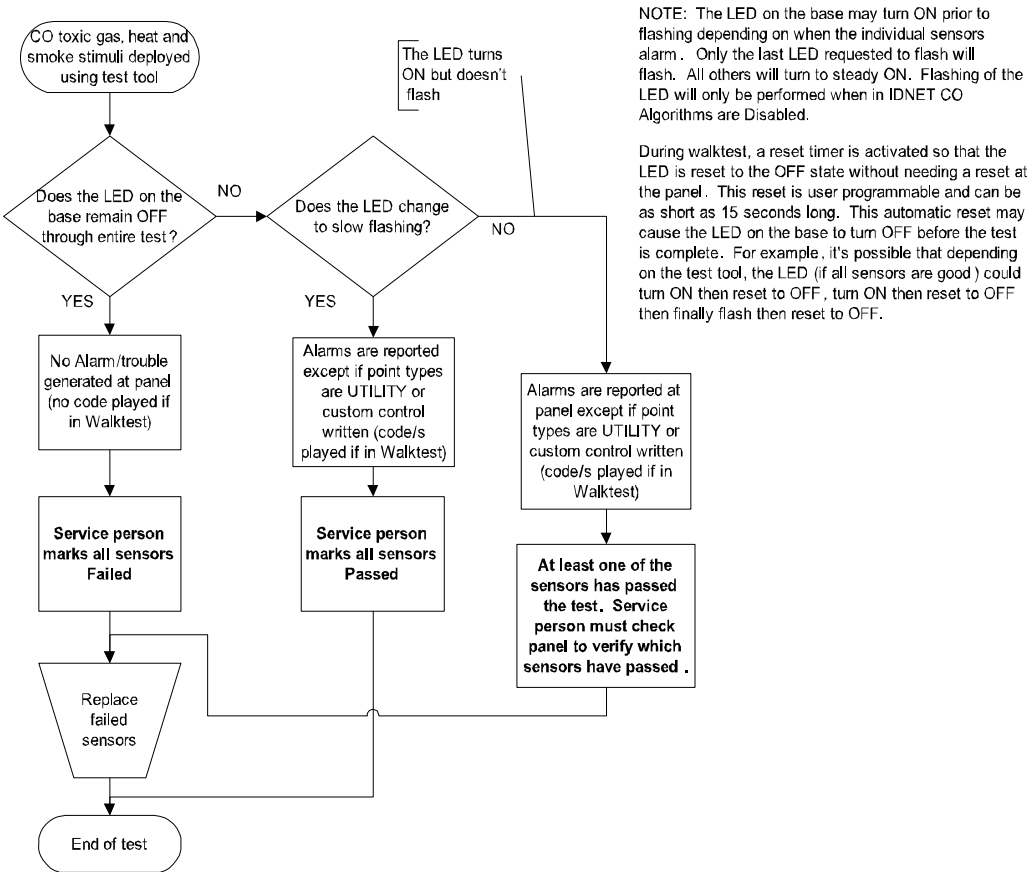 CO toxic gas, heat and
smoke stimuli deployed
using test tool
The LED turns
ON but doesn't
flash
NOTE: The LED on the base may turn ON prior to
flashing depending on when the individual sensors
alarm. Only the last LED requested to flash will
flash. All others will turn to steady ON. Flashing of the
LED will only be performed when in IDNET CO
Algorithms are Disabled.
During walktest, a reset timer is activated so that the
LED is reset to the OFF state without needing a reset at
the panel. This reset is user programmable and can be
as short as 15 seconds long. This automatic reset may
cause the LED on the base to turn OFF before the test
is complete. For example, it's possible that depending
on the test tool, the LED (if all sensors are good) could
turn ON then reset to OFF, turn ON then reset to OFF
then finally flash then reset to OFF.
Does the LED on the
base remain OFF
through entire test?
NO
Does the LED change
to slow flashing?
NO
YES
YES
No Alarm/trouble
generated at panel
(no code played if
in Walktest)
Alarms are reported
except if point types
are UTILITY or
custom control
written (code/s
played if in Walktest)
Alarms are reported at
panel except if point
types are UTILITY or
custom control written
(code/s played if in
Walktest)
Service person
marks all sensors
Failed
Service person
marks all sensors
Passed
At least one of the
sensors has passed
the test. Service
person must check
panel to verify which
sensors have passed.
Replace
failed
sensors
End of test